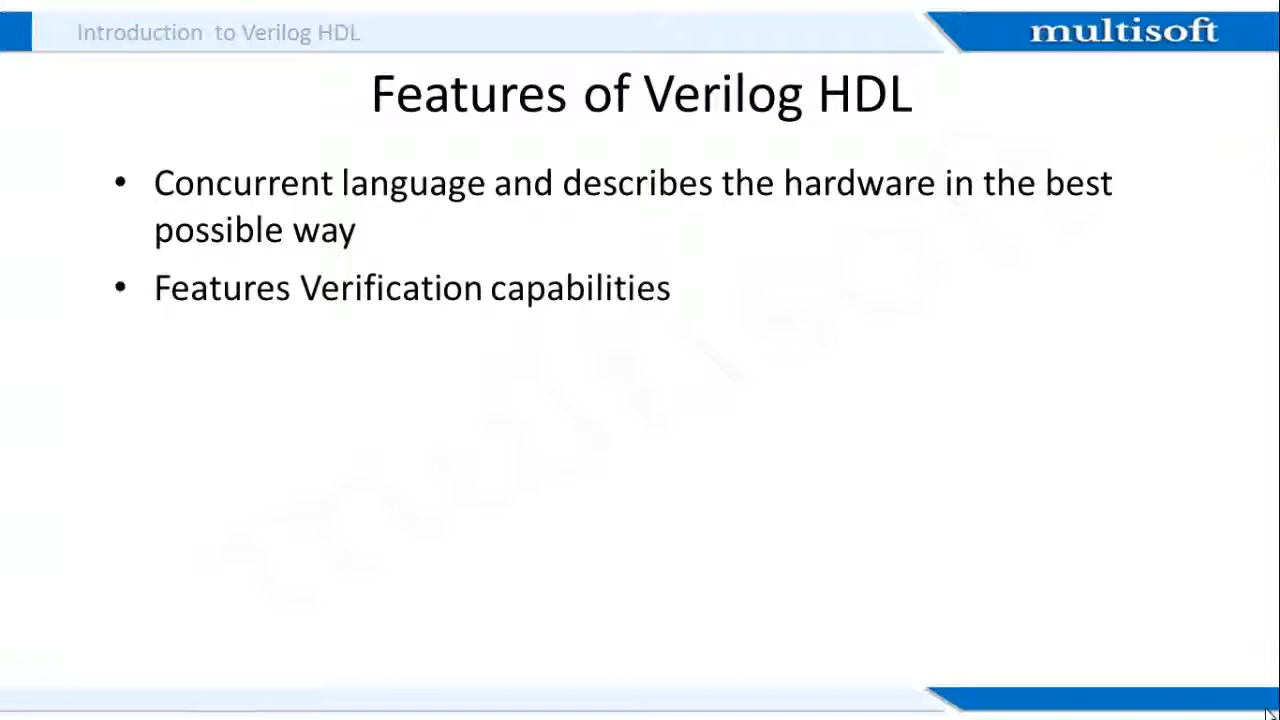 Introduction to Verilog HDL
multisoft
Features of Verilog HDL
• Concurrent language and describes the hardware in the best
possible way
• Features Verification capabilities
multisoft